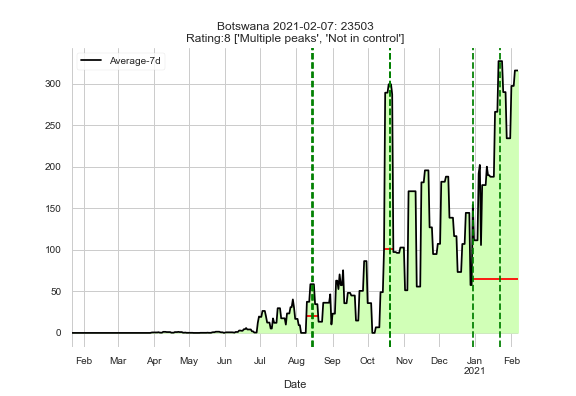 Botswana 2021-02-07: 23503
Rating:8 ['Multiple peaks', 'Not in control']
Average-7d
300
250
200
150
100
50
0
Feb Mar Apr May Jun Jul Aug Sep Oct Nov Dec Jan Feb
2021
Date